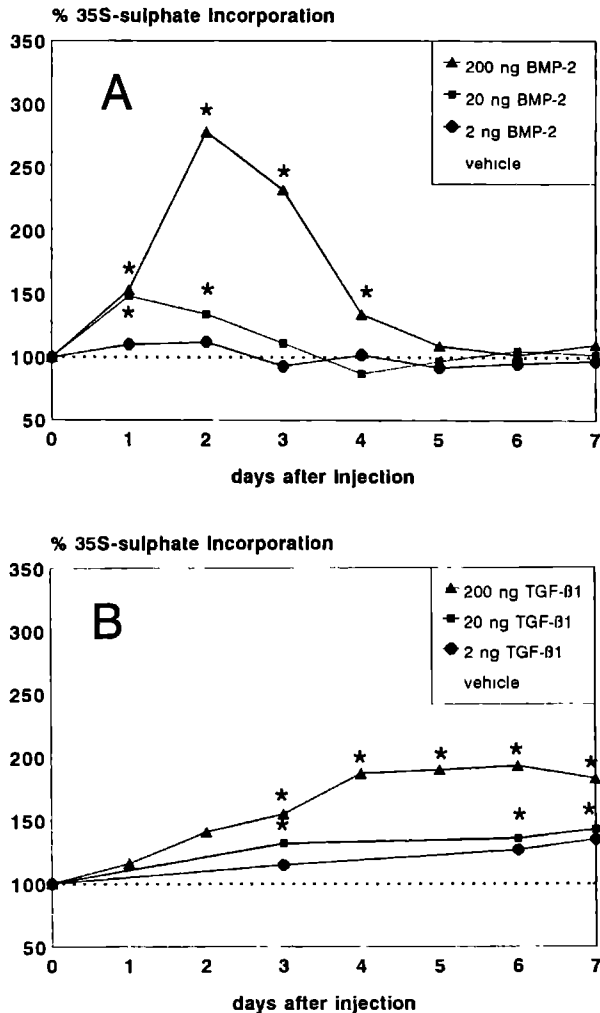 % 35S-sulphate Incorporation
350
300
250
200
150
100
50
A
▲ 200 ng BMP-2
■ 20 ng BMP-2
● 2 ng BMP-2
vehicle
0 1 2 3 4 5 6 7
days after Injection
% 35S-sulphate Incorporation
350
300
250
200
150
100
50
B
▲ 200 ng TGF-ß1
■ 20 ng TGF-ß1
● 2 ng TGF-ß1
vehicle
0 1 2 3 4 5 6 7
days after injection